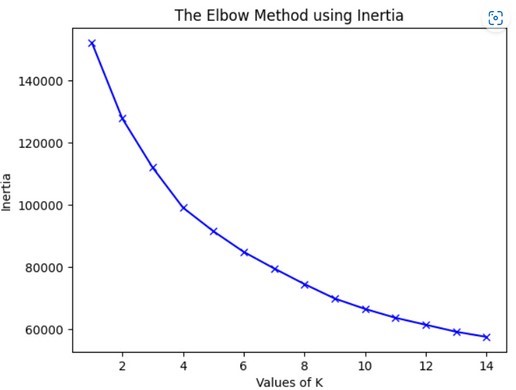 The Elbow Method using Inertia
140000
120000
100000
80000
60000
Inertia
2 4 6 8 10 12 14
Values of K